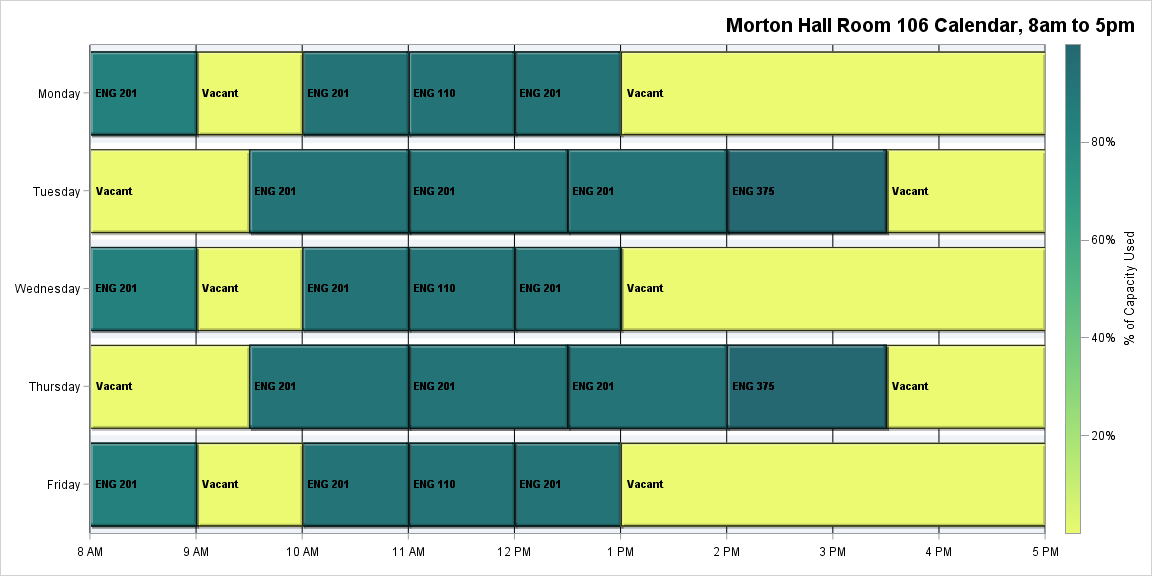 Morton Hall Room 106 Calendar, 8am to 5pm
Monday
ENG 201
Vacant
ENG 201
ENG 110
ENG 201
Vacant
Tuesday
Vacant
ENG 201
ENG 201
ENG 201
ENG 375
Vacant
Wednesday
ENG 201
Vacant
ENG 201
ENG 110
ENG 201
Vacant
Thursday
Vacant
ENG 201
ENG 201
ENG 201
ENG 375
Vacant
Friday
ENG 201
Vacant
ENG 201
ENG 110
ENG 201
Vacant
8 AM
9 AM
10 AM
11 AM
12 PM
1 PM
2 PM
3 PM
4 PM
5 PM
80%
60%
40%
20%
% of Capacity Used